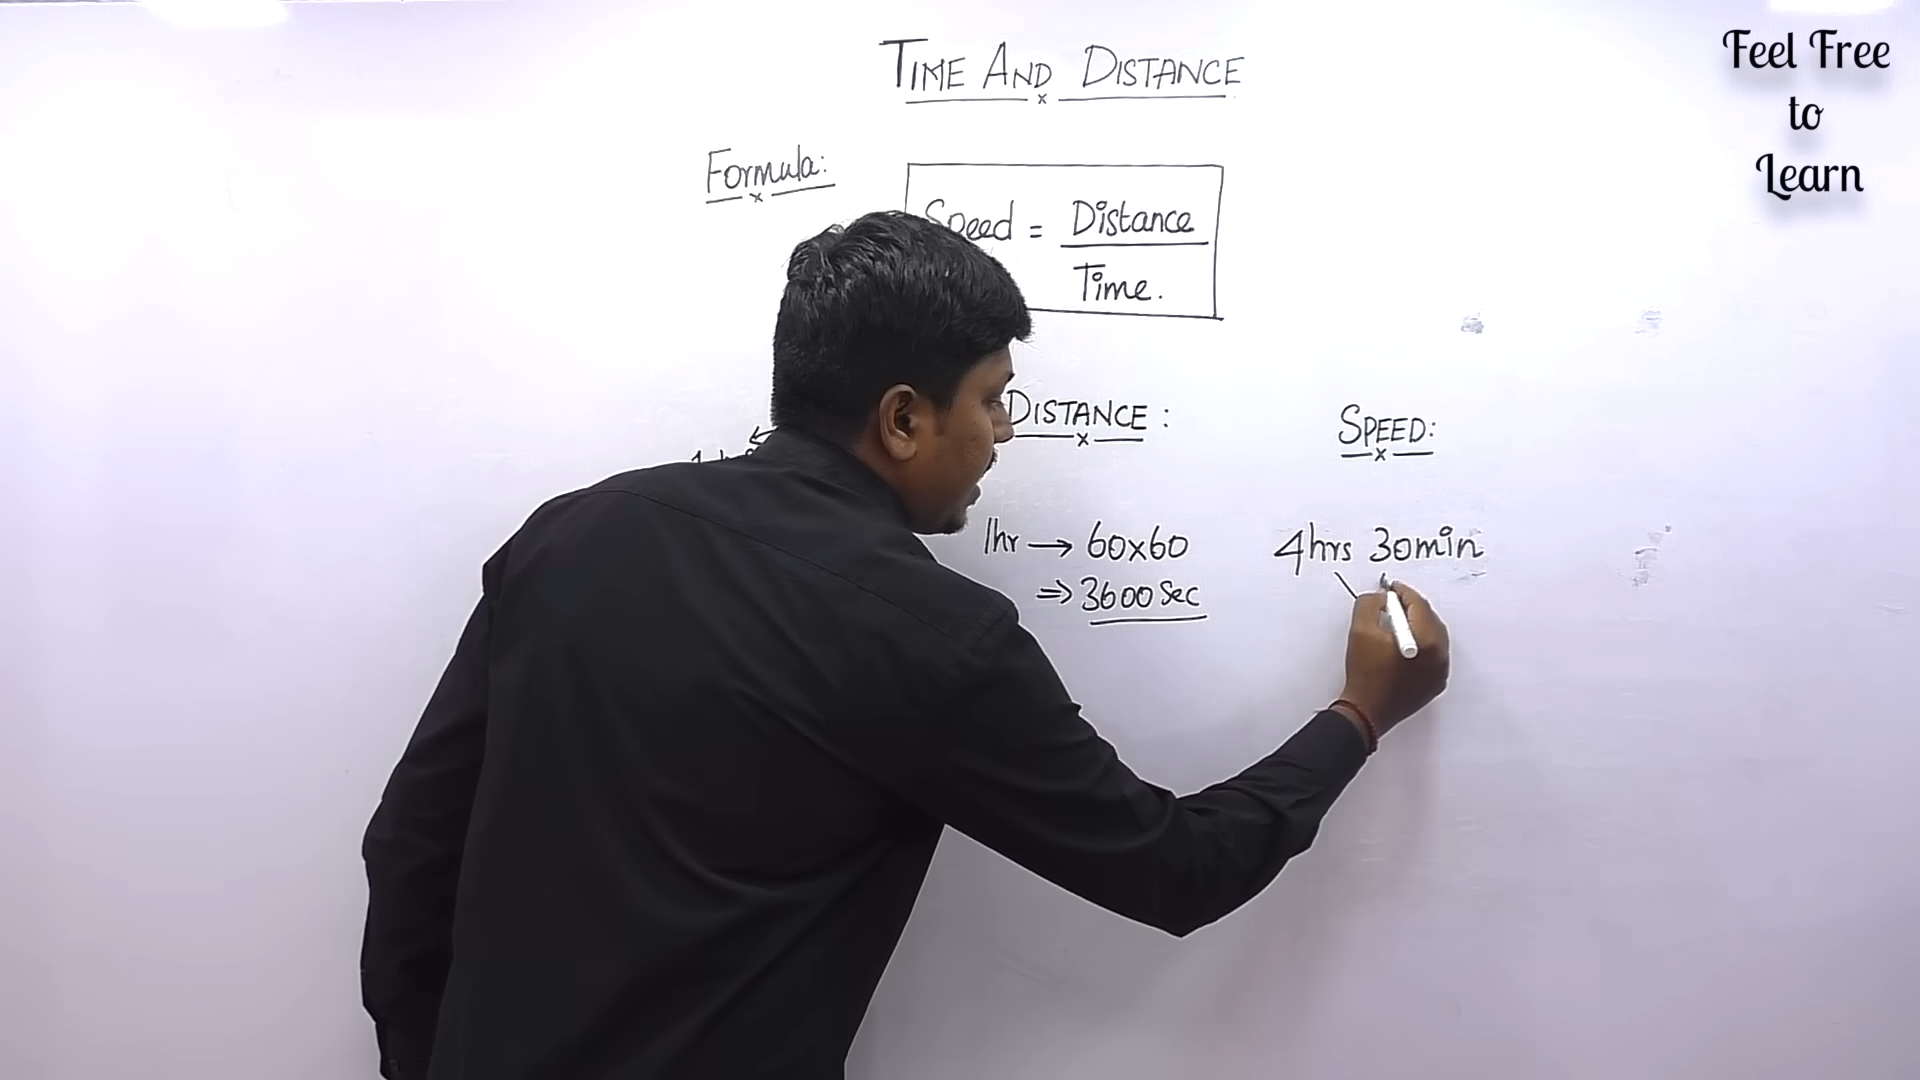 TIME AND DISTANCE
Feel Free
to
Learn
Formula:
Speed = Distance
Time.
DISTANCE:
SPEED:
1hr → 60x60
⇒ 3600 Sec
4hrs 30min